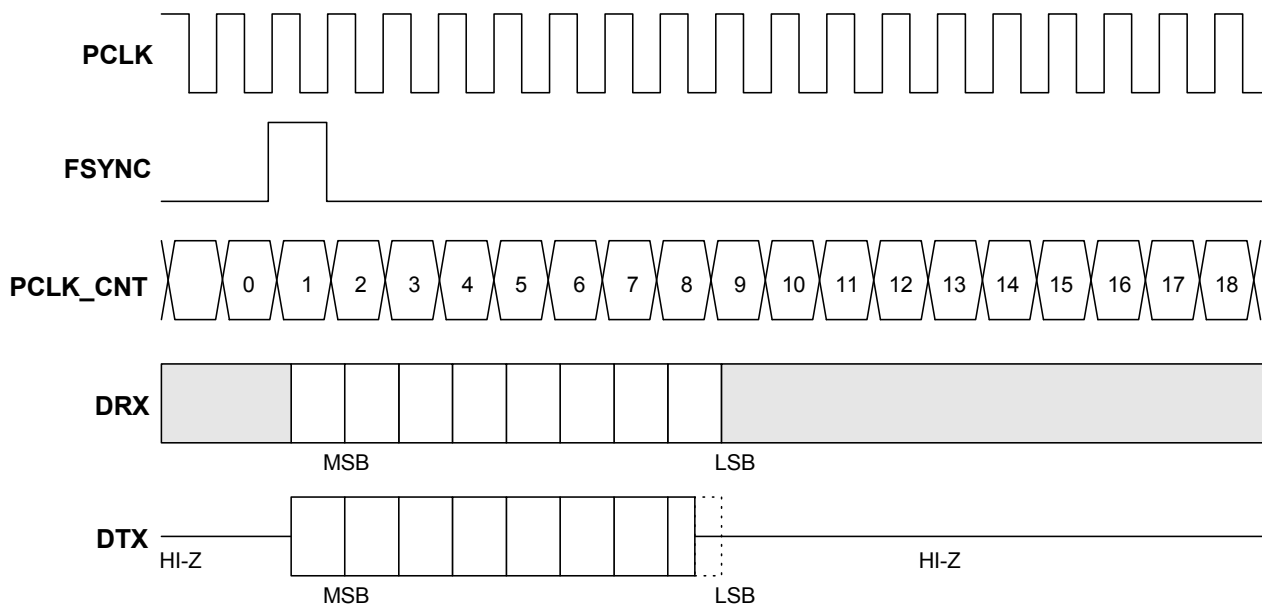 PCLK
FSYNC
PCLK_CNT
0 1 2 3 4 5 6 7 8 9 10 11 12 13 14 15 16 17 18
DRX
MSB LSB
DTX
HI-Z HI-Z
MSB LSB